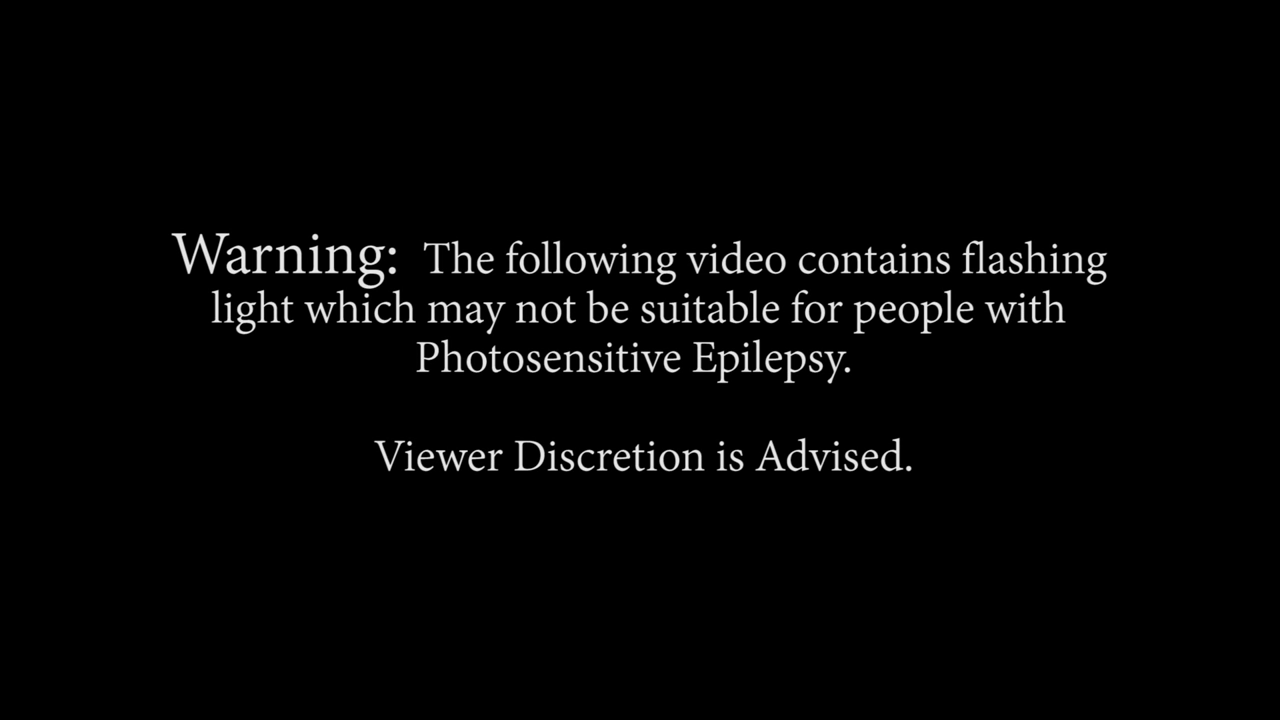 Warning: The following video contains flashing
light which may not be suitable for people with
Photosensitive Epilepsy.
Viewer Discretion is Advised.